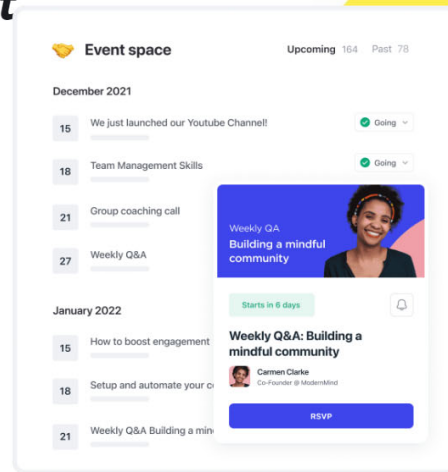 t
Event space
Upcoming 164 Past 78
December 2021
15 We just launched our Youtube Channel! Going
18 Team Management Skills Going
21 Group coaching call
27 Weekly Q&A
Weekly QA
Building a mindful
community
Starts in 6 days
Weekly Q&A: Building a
mindful community
Carmen Clarke
Co-Founder @ ModernMind
RSVP
January 2022
15 How to boost engagement
18 Setup and automate your c
21 Weekly Q&A Building a min